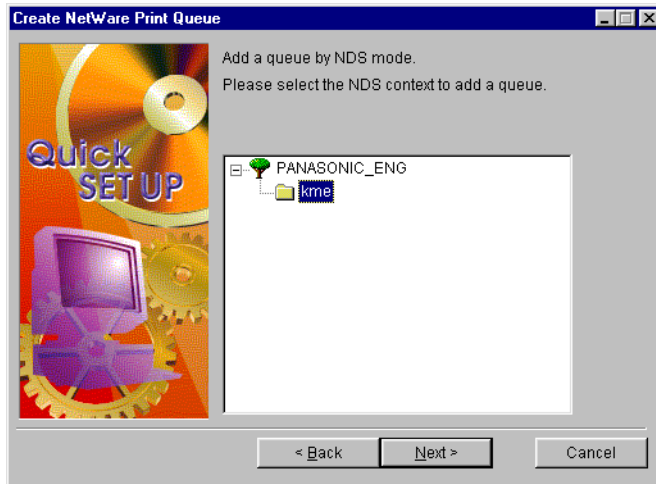 Create NetWare Print Queue
Add a queue by NDS mode.
Please select the NDS context to add a queue.
Quick
SET UP
PANASONIC_ENG
kme
< Back
Next >
Cancel